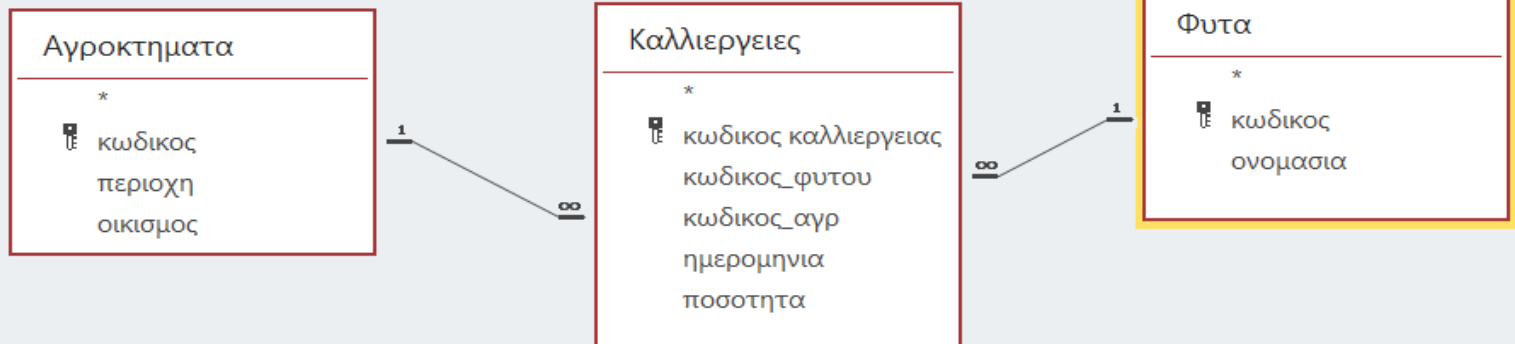 Αγροκτηματα
*
κωδικος
περιοχη
οικισμος
1
∞
Καλλιεργειες
*
κωδικος καλλιεργειας
κωδικος_φυτου
κωδικος_αγρ
ημερομηνια
ποσοτητα
∞
1
Φυτα
*
κωδικος
ονομασια